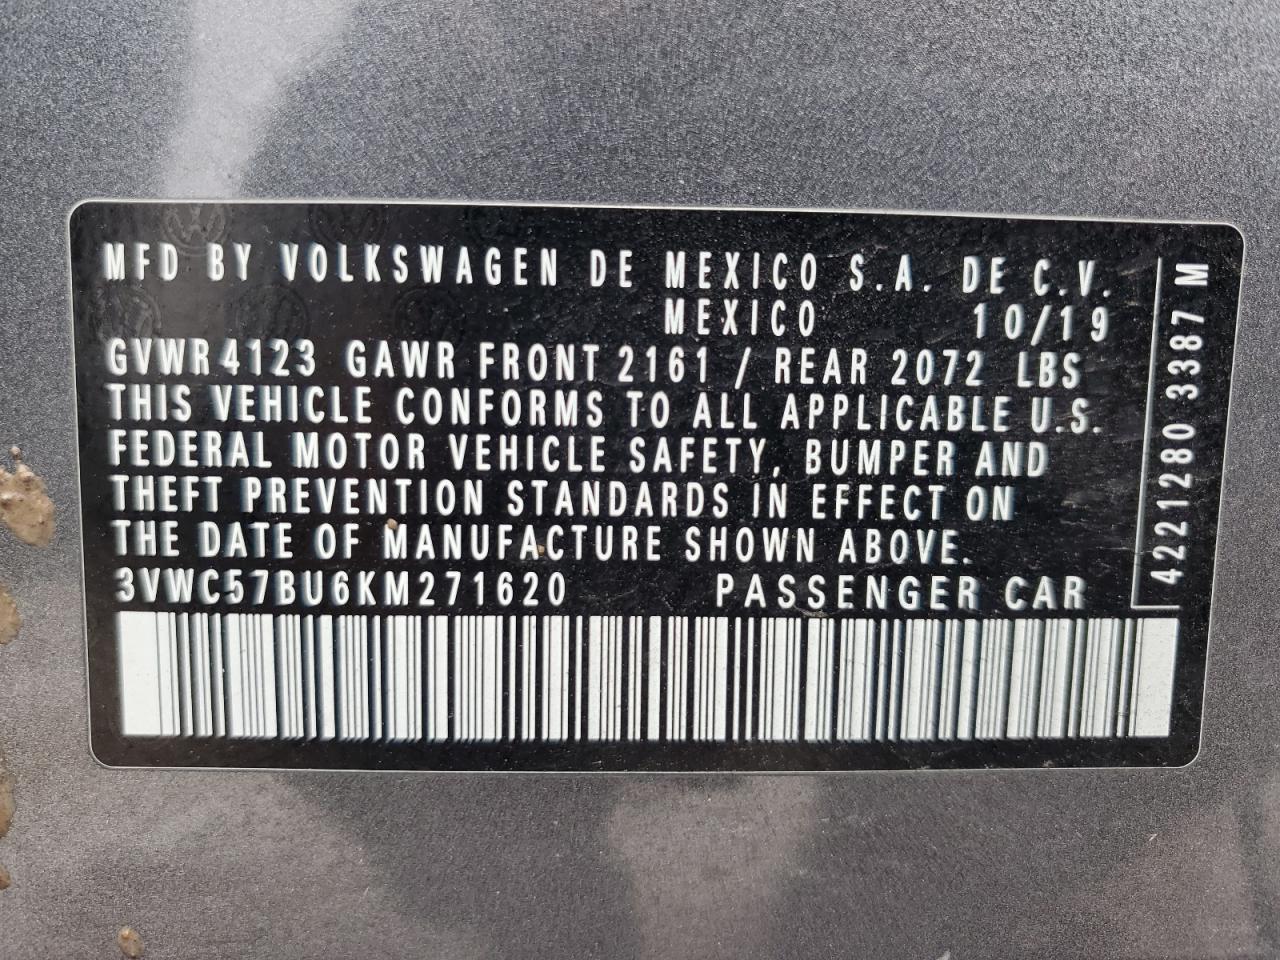 MFD BY VOLKSWAGEN DE MEXICO S.A. DE C.V.
MEXICO 10/19
GVWR 4123 GAWR FRONT 2161 / REAR 2072 LBS
THIS VEHICLE CONFORMS TO ALL APPLICABLE U.S.
FEDERAL MOTOR VEHICLE SAFETY, BUMPER AND
THEFT PREVENTION STANDARDS IN EFFECT ON
THE DATE OF MANUFACTURE SHOWN ABOVE.
3VWC57BU6KM271620 PASSENGER CAR
4221280 3387 M